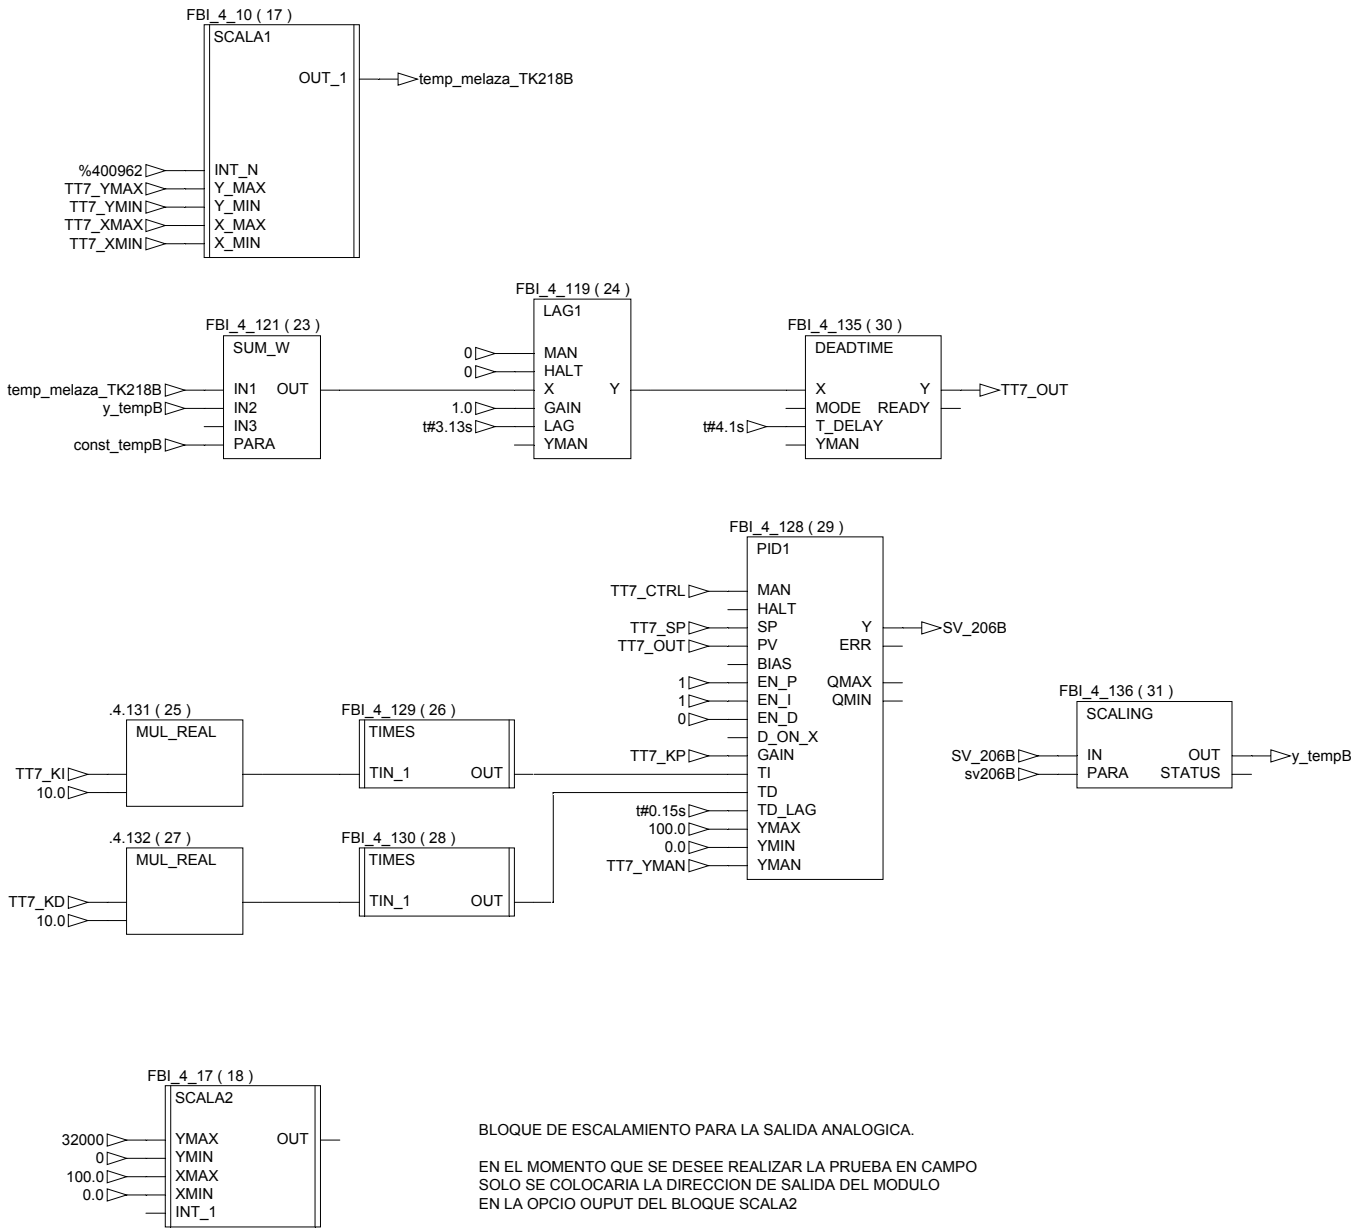 FBI_4_10 ( 17 )
SCALA1
OUT_1
temp_melaza_TK218B
%400962
INT_N
TT7_YMAX
Y_MAX
TT7_YMIN
Y_MIN
TT7_XMAX
X_MAX
TT7_XMIN
X_MIN
FBI_4_121 ( 23 )
SUM_W
temp_melaza_TK218B
IN1
OUT
y_tempB
IN2
IN3
const_tempB
PARA
FBI_4_119 ( 24 )
LAG1
0
MAN
0
HALT
X
Y
1.0
GAIN
t#3.13s
LAG
YMAN
FBI_4_135 ( 30 )
DEADTIME
X
Y
TT7_OUT
MODE
READY
t#4.1s
T_DELAY
YMAN
FBI_4_128 ( 29 )
PID1
TT7_CTRL
MAN
HALT
TT7_SP
SP
Y
SV_206B
TT7_OUT
PV
ERR
BIAS
1
EN_P
QMAX
1
EN_I
QMIN
0
EN_D
D_ON_X
TT7_KP
GAIN
TI
TD
t#0.15s
TD_LAG
100.0
YMAX
0.0
YMIN
TT7_YMAN
YMAN
.4.131 ( 25 )
MUL_REAL
TT7_KI
10.0
FBI_4_129 ( 26 )
TIMES
TIN_1
OUT
.4.132 ( 27 )
MUL_REAL
TT7_KD
10.0
FBI_4_130 ( 28 )
TIMES
TIN_1
OUT
FBI_4_136 ( 31 )
SCALING
SV_206B
IN
OUT
y_tempB
sv206B
PARA
STATUS
FBI_4_17 ( 18 )
SCALA2
32000
YMAX
OUT
0
YMIN
100.0
XMAX
0.0
XMIN
INT_1
BLOQUE DE ESCALAMIENTO PARA LA SALIDA ANALOGICA.
EN EL MOMENTO QUE SE DESEE REALIZAR LA PRUEBA EN CAMPO
SOLO SE COLOCARIA LA DIRECCION DE SALIDA DEL MODULO
EN LA OPCIO OUPUT DEL BLOQUE SCALA2